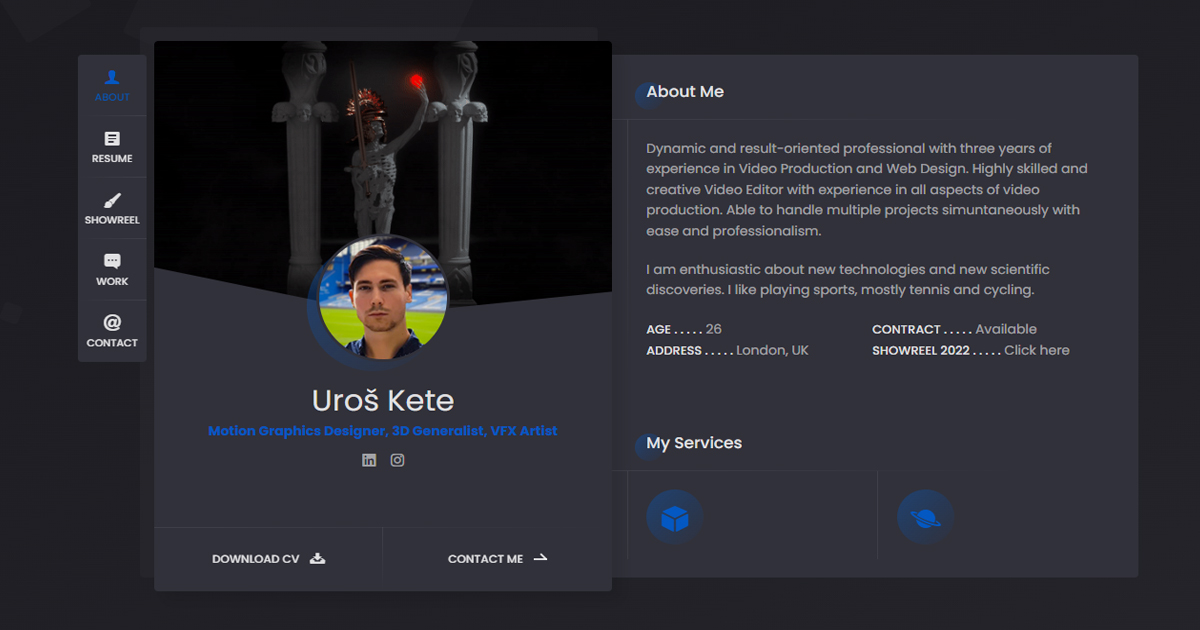 ABOUT
RESUME
SHOWREEL
WORK
CONTACT
Uroš Kete
Motion Graphics Designer, 3D Generalist, VFX Artist
DOWNLOAD CV
CONTACT ME
About Me
Dynamic and result-oriented professional with three years of
experience in Video Production and Web Design. Highly skilled and
creative Video Editor with experience in all aspects of video
production. Able to handle multiple projects simuntaneously with
ease and professionalism.
I am enthusiastic about new technologies and new scientific
discoveries. I like playing sports, mostly tennis and cycling.
AGE . . . . . 26
CONTRACT . . . . . Available
ADDRESS . . . . . London, UK
SHOWREEL 2022 . . . . . Click here
My Services